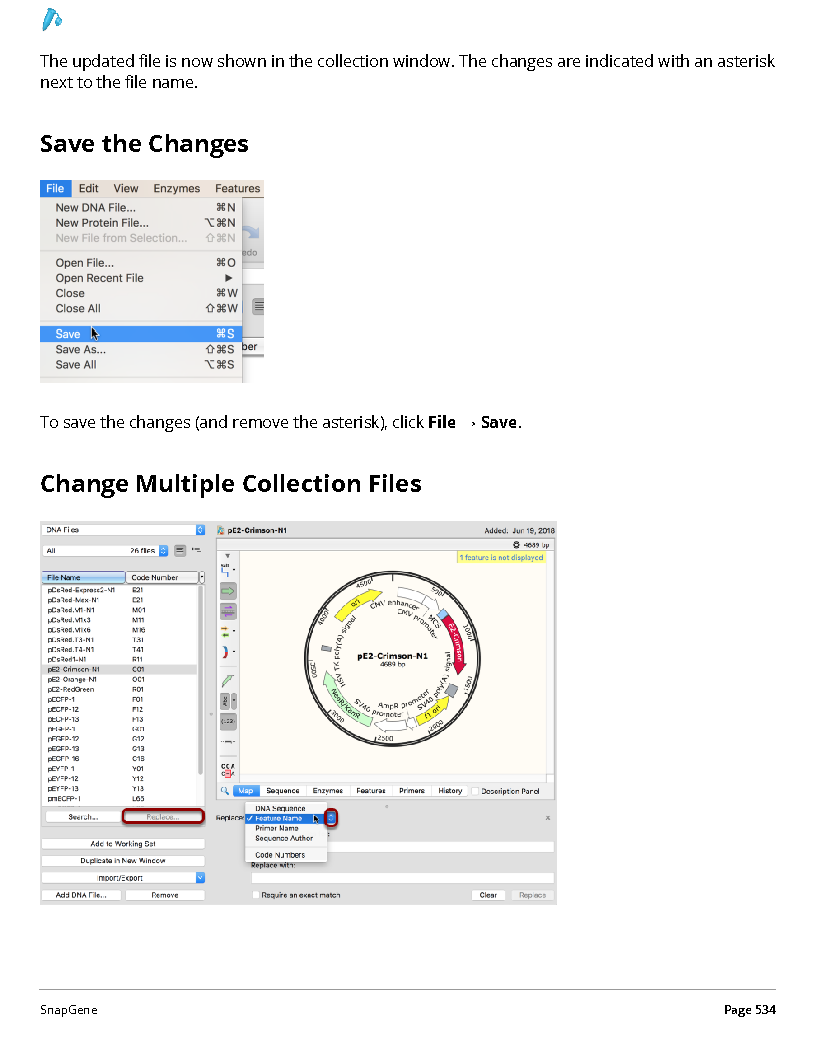 The updated file is now shown in the collection window. The changes are indicated with an asterisk
next to the file name.
Save the Changes
File Edit View Enzymes Features
New DNA File... ⌘N
New Protein File... ⌥⌘N
New File from Selection... ⇧⌘N
edo
Open File... ⌘O
Open Recent File ▶
Close ⌘W
Close All ⇧⌘W
Save ⌘S
Save As... ⇧⌘S
ber
Save All ⌥⌘S
To save the changes (and remove the asterisk), click File → Save.
Change Multiple Collection Files
DNA Files
pE2-Crimson-N1 Added: Jun 19, 2018
4689 bp
All 26 files
1 feature is not displayed
File Name Code Number
pDsRed-Express2-N1 E21
pDsRed-Max-N1
pDsRed.M1-N1 M01
pDsRed.M1x3 M11
pDsRed.M1x6 M16
pDsRed.T3-N1 T31
pDsRed.T4-N1 T41
pDsRed1-N1 R11
pE2-Crimson-N1
pE2-Orange-N1
pE2-RedGreen R01
pECFP-1 F01
pECFP-12 F12
pECFP-13 F13
pEGFP-1 G01
pEGFP-12 G12
pEGFP-13 G13
pEGFP-16 G16
pEYFP-1 Y01
pEYFP-12 Y12
pEYFP-13 Y13
pmECFP-1
ori
CMV enhancer
CMV promoter
MCS
E2-Crimson
SV40 poly(A) signal
f1 ori
AmpR promoter
SV40 promoter
NeoR/KanR
HSV TK poly(A) signal
500
1000
1500
2000
2500
3000
3500
4000
4500
pE2-Crimson-N1
4689 bp
Map Sequence Enzymes Features Primers History Description Panel
Search... Replace...
Add to Working Set
Duplicate in New Window
Import/Export
Add DNA File... Remove
Replace
DNA Sequence
✓ Feature Name
Primer Name
Sequence Author
Code Numbers
Replace with:
Require an exact match
Clear Replace
SnapGene Page 534